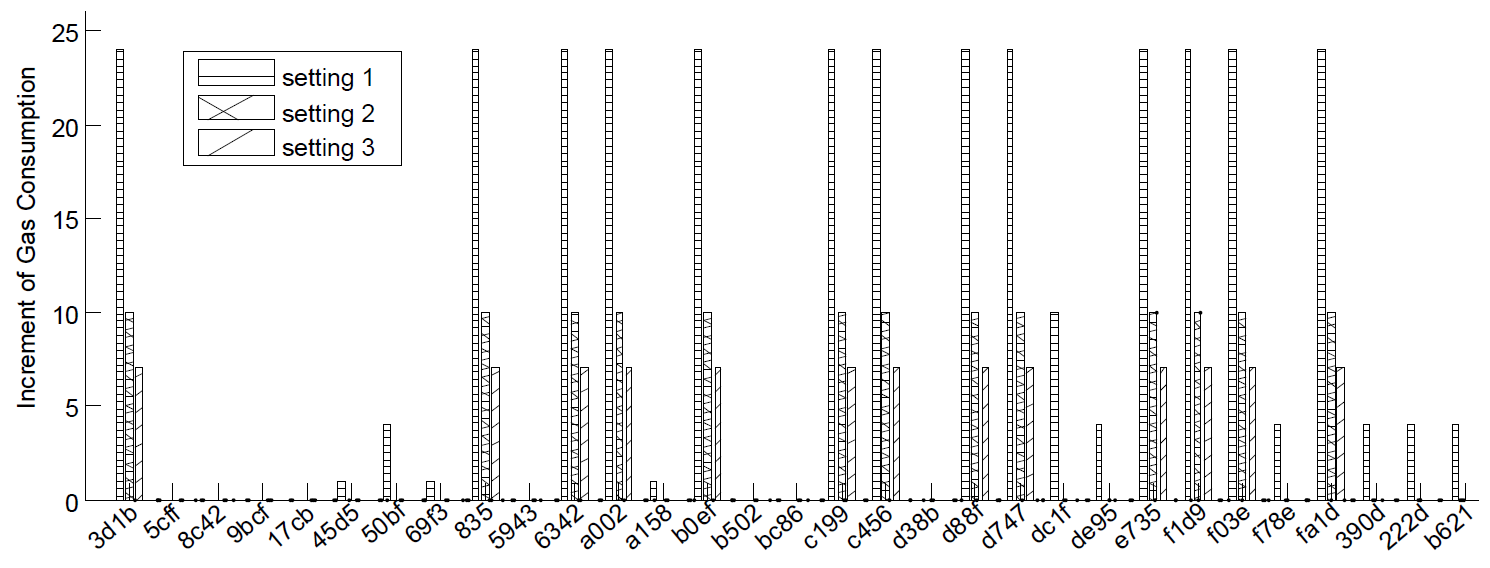 Increment of Gas Consumption
25
20
15
10
5
0
setting 1
setting 2
setting 3
3d1b
5cff
8c42
9bcf
17cb
45d5
50bf
69f3
835
5943
6342
a002
a158
b0ef
b502
bc86
c199
c456
d38b
d88f
d747
dc1f
de95
e735
f1d9
f03e
f78e
fa1d
390d
222d
b621